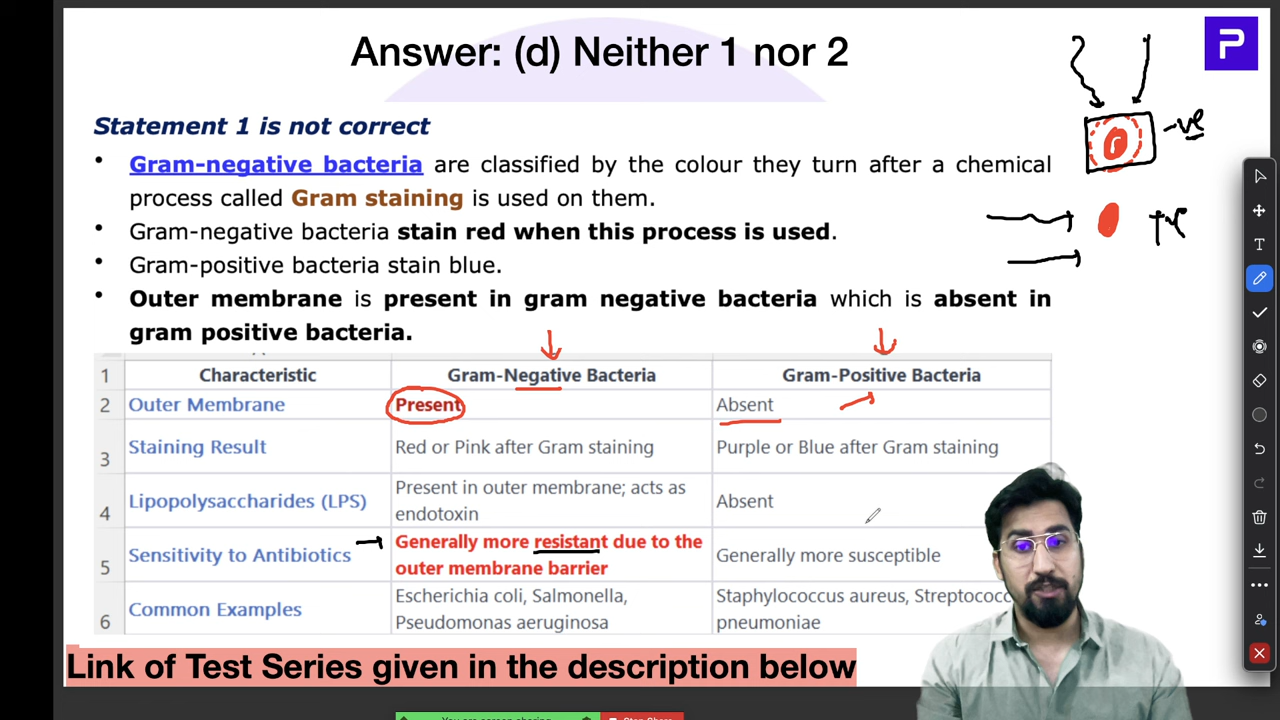 Answer: (d) Neither 1 nor 2
P
Statement 1 is not correct
-ve
r
+ve
• Gram-negative bacteria are classified by the colour they turn after a chemical
process called Gram staining is used on them.
• Gram-negative bacteria stain red when this process is used.
• Gram-positive bacteria stain blue.
• Outer membrane is present in gram negative bacteria which is absent in
gram positive bacteria.
1 Characteristic Gram-Negative Bacteria Gram-Positive Bacteria
2 Outer Membrane Present Absent
3 Staining Result Red or Pink after Gram staining Purple or Blue after Gram staining
4 Lipopolysaccharides (LPS) Present in outer membrane; acts as
endotoxin Absent
5 Sensitivity to Antibiotics Generally more resistant due to the
outer membrane barrier Generally more susceptible
6 Common Examples Escherichia coli, Salmonella,
Pseudomonas aeruginosa Staphylococcus aureus, Streptococ
pneumoniae
Link of Test Series given in the description below
T